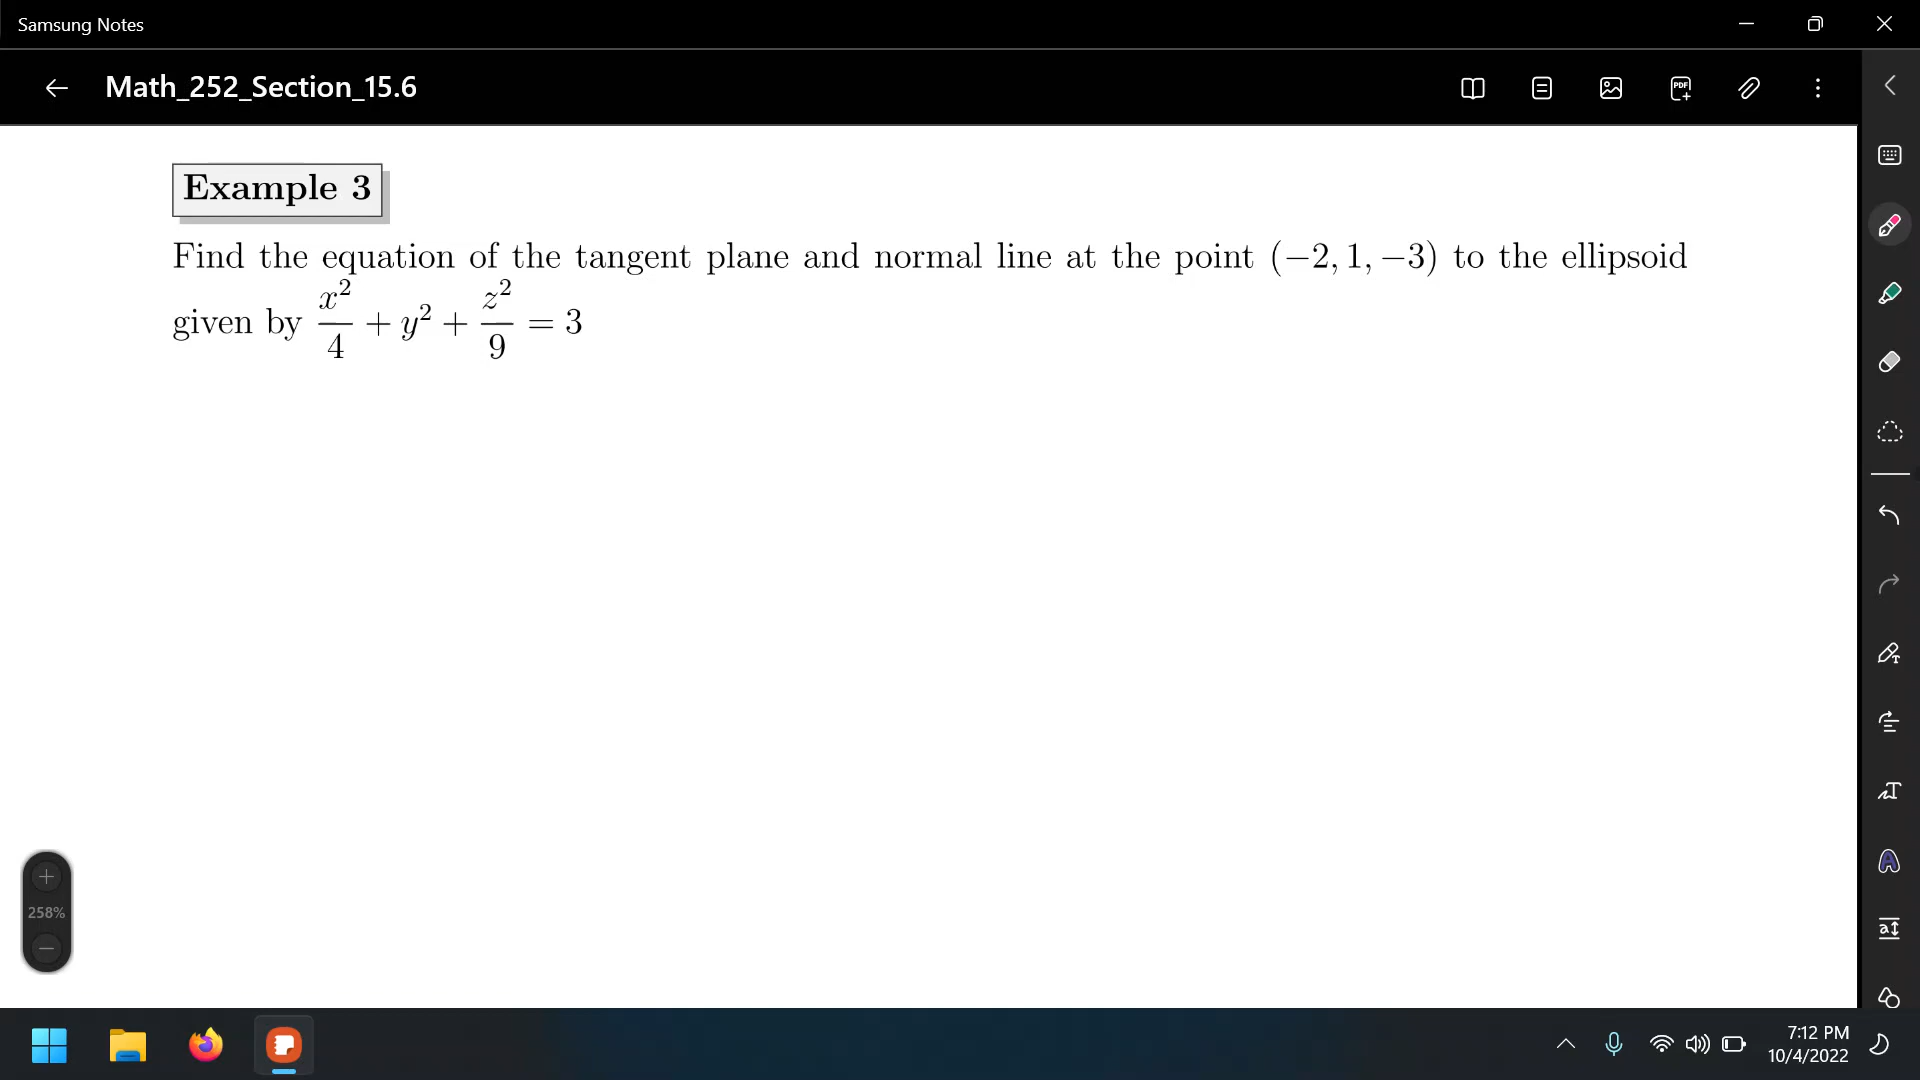 Samsung Notes
Math_252_Section_15.6
PDF
Example 3
Find the equation of the tangent plane and normal line at the point (−2, 1, −3) to the ellipsoid
given by x²/4 + y² + z²/9 = 3
258%
7:12 PM
10/4/2022